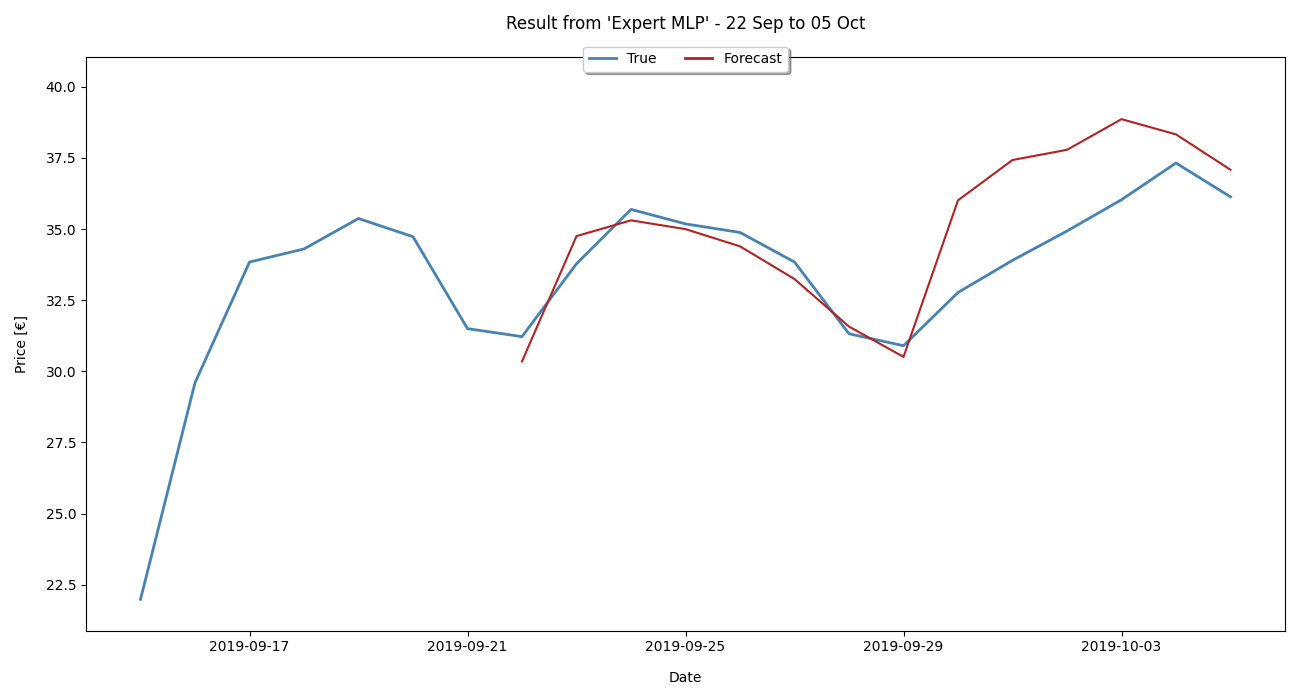 Result from 'Expert MLP' - 22 Sep to 05 Oct
True Forecast
40.0
37.5
35.0
32.5
30.0
27.5
25.0
22.5
Price [€]
2019-09-17 2019-09-21 2019-09-25 2019-09-29 2019-10-03
Date